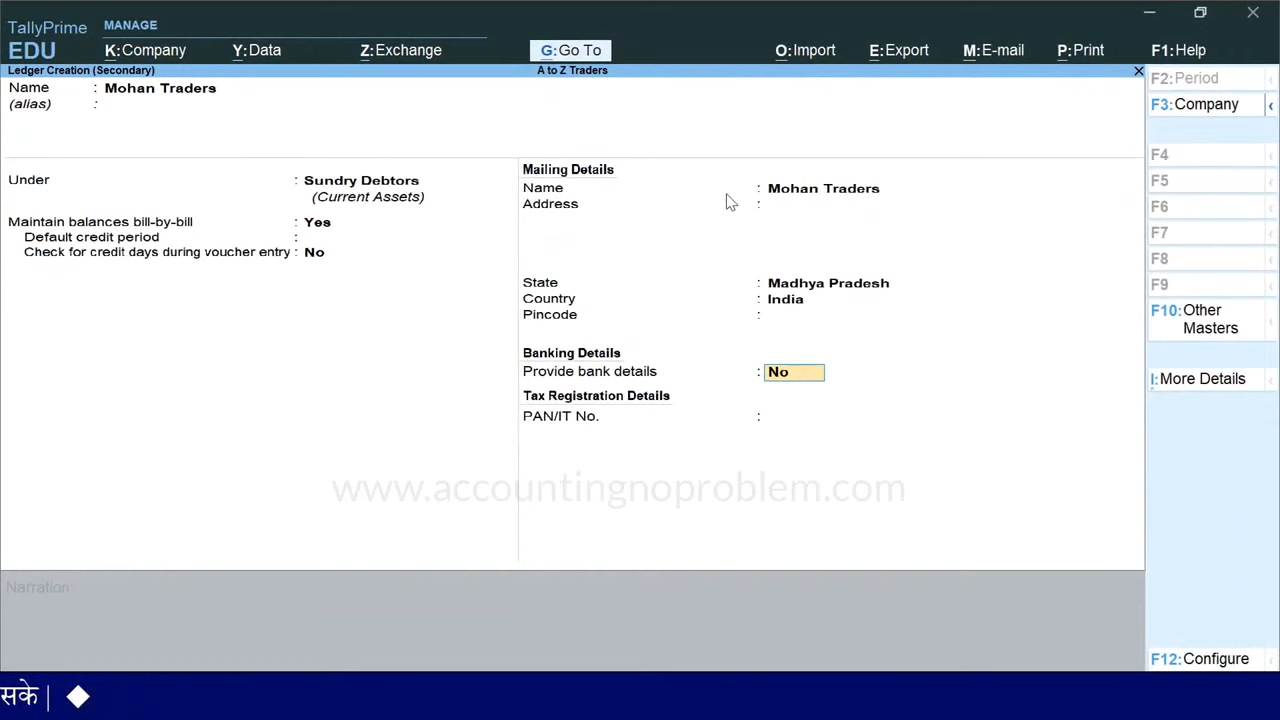 TallyPrime
MANAGE
EDU
K:Company
Y:Data
Z:Exchange
G:Go To
O:Import
E:Export
M:E-mail
P:Print
F1:Help
Ledger Creation (Secondary)
A to Z Traders
Name : Mohan Traders
(alias) :
Under : Sundry Debtors
(Current Assets)
Maintain balances bill-by-bill : Yes
Default credit period :
Check for credit days during voucher entry : No
Mailing Details
Name : Mohan Traders
Address :
State : Madhya Pradesh
Country : India
Pincode :
Banking Details
Provide bank details : No
Tax Registration Details
PAN/IT No. :
www.accountingnoproblem.com
Narration:
F2:Period
F3:Company
F4
F5
F6
F7
F8
F9
F10:Other
Masters
I:More Details
F12:Configure
सके |